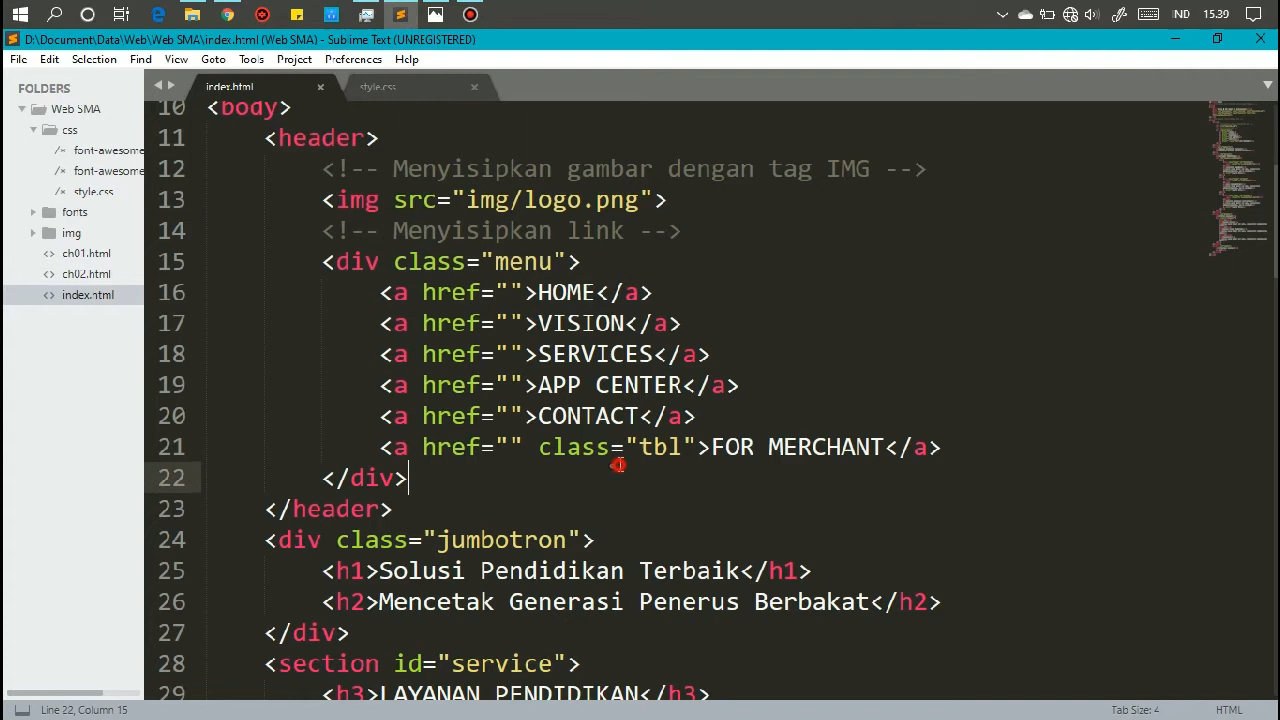 IND
15.39
D:\Document\Data\Web\Web SMA\index.html (Web SMA) - Sublime Text (UNREGISTERED)
File Edit Selection Find View Goto Tools Project Preferences Help
FOLDERS
Web SMA
css
font-awesome
font-awesome
style.css
fonts
img
ch01.html
ch02.html
index.html
index.html
style.css
10 <body>
11 <header>
12 <!-- Menyisipkan gambar dengan tag IMG -->
13 <img src="img/logo.png">
14 <!-- Menyisipkan link -->
15 <div class="menu">
16 <a href="">HOME</a>
17 <a href="">VISION</a>
18 <a href="">SERVICES</a>
19 <a href="">APP CENTER</a>
20 <a href="">CONTACT</a>
21 <a href="" class="tbl">FOR MERCHANT</a>
22 </div>
23 </header>
24 <div class="jumbotron">
25 <h1>Solusi Pendidikan Terbaik</h1>
26 <h2>Mencetak Generasi Penerus Berbakat</h2>
27 </div>
28 <section id="service">
29 <h3>LAYANAN PENDIDIKAN</h3>
Line 22, Column 15
Tab Size: 4
HTML